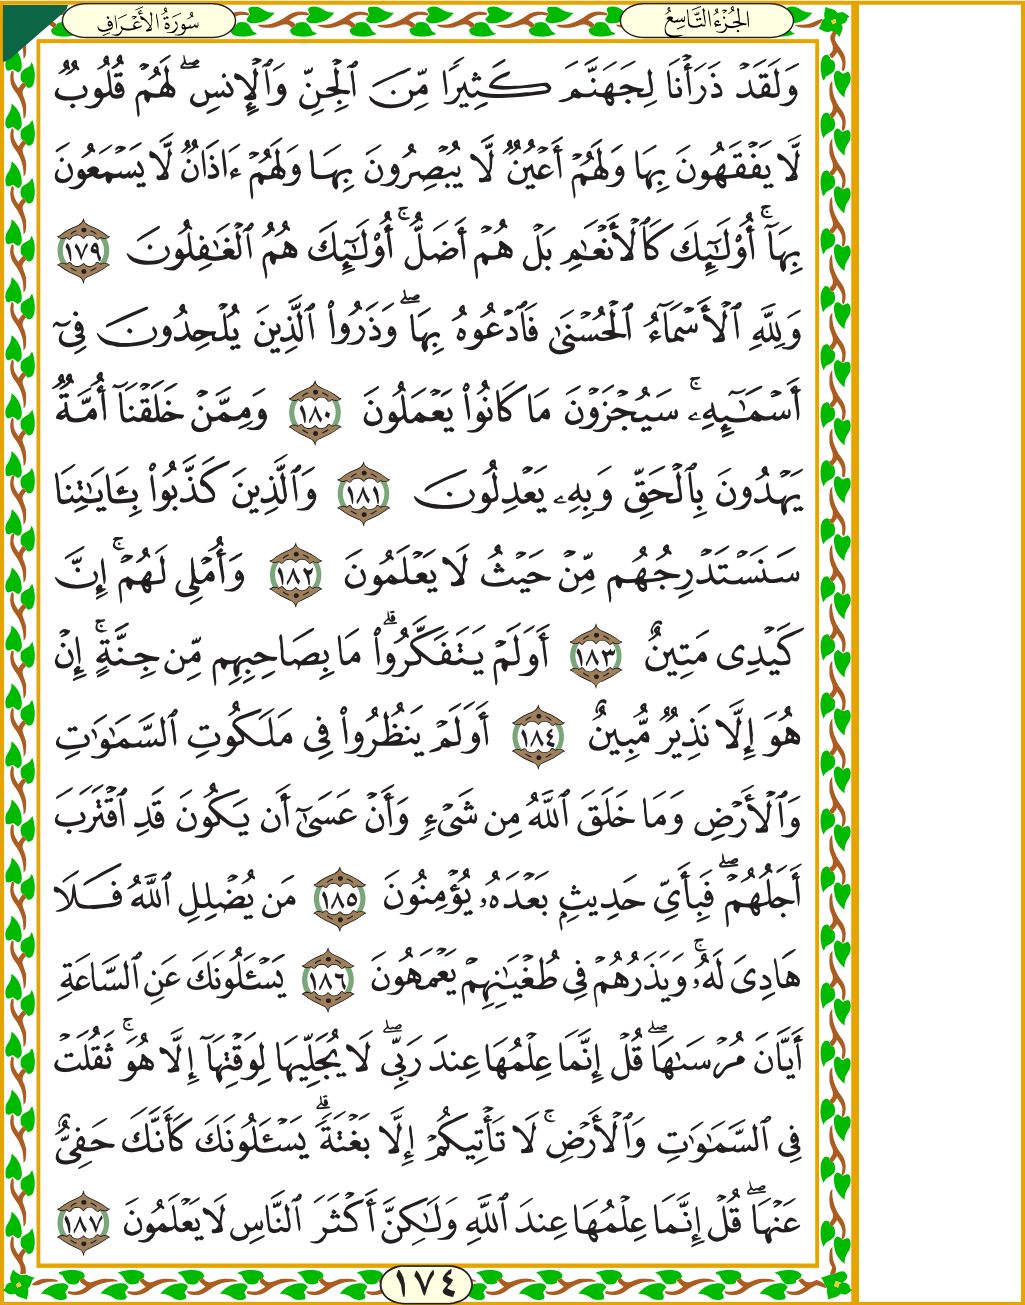 الجُزْءُ التَّاسِعُ
سُورَةُ الأَعْرَافِ
وَلَقَدْ ذَرَأْنَا لِجَهَنَّمَ كَثِيرًا مِّنَ ٱلْجِنِّ وَٱلْإِنسِ ۖ لَهُمْ قُلُوبٌ
لَّا يَفْقَهُونَ بِهَا وَلَهُمْ أَعْيُنٌ لَّا يُبْصِرُونَ بِهَا وَلَهُمْ ءَاذَانٌ لَّا يَسْمَعُونَ
بِهَآ ۚ أُو۟لَـٰٓئِكَ كَٱلْأَنْعَـٰمِ بَلْ هُمْ أَضَلُّ ۚ أُو۟لَـٰٓئِكَ هُمُ ٱلْغَـٰفِلُونَ ١٧٩
وَلِلَّهِ ٱلْأَسْمَآءُ ٱلْحُسْنَىٰ فَٱدْعُوهُ بِهَا ۖ وَذَرُوا۟ ٱلَّذِينَ يُلْحِدُونَ فِىٓ
أَسْمَـٰٓئِهِۦ ۚ سَيُجْزَوْنَ مَا كَانُوا۟ يَعْمَلُونَ ١٨٠ وَمِمَّنْ خَلَقْنَآ أُمَّةٌ
يَهْدُونَ بِٱلْحَقِّ وَبِهِۦ يَعْدِلُونَ ١٨١ وَٱلَّذِينَ كَذَّبُوا۟ بِـَٔايَـٰتِنَا
سَنَسْتَدْرِجُهُم مِّنْ حَيْثُ لَا يَعْلَمُونَ ١٨٢ وَأُمْلِى لَهُمْ ۚ إِنَّ
كَيْدِى مَتِينٌ ١٨٣ أَوَلَمْ يَتَفَكَّرُوا۟ ۗ مَا بِصَاحِبِهِم مِّن جِنَّةٍ ۚ إِنْ
هُوَ إِلَّا نَذِيرٌ مُّبِينٌ ١٨٤ أَوَلَمْ يَنظُرُوا۟ فِى مَلَكُوتِ ٱلسَّمَـٰوَٰتِ
وَٱلْأَرْضِ وَمَا خَلَقَ ٱللَّهُ مِن شَىْءٍ وَأَنْ عَسَىٰٓ أَن يَكُونَ قَدِ ٱقْتَرَبَ
أَجَلُهُمْ ۖ فَبِأَىِّ حَدِيثٍۭ بَعْدَهُۥ يُؤْمِنُونَ ١٨٥ مَن يُضْلِلِ ٱللَّهُ فَلَا
هَادِىَ لَهُۥ ۚ وَيَذَرُهُمْ فِى طُغْيَـٰنِهِمْ يَعْمَهُونَ ١٨٦ يَسْـَٔلُونَكَ عَنِ ٱلسَّاعَةِ
أَيَّانَ مُرْسَىٰهَا ۖ قُلْ إِنَّمَا عِلْمُهَا عِندَ رَبِّى ۖ لَا يُجَلِّيهَا لِوَقْتِهَآ إِلَّا هُوَ ۚ ثَقُلَتْ
فِى ٱلسَّمَـٰوَٰتِ وَٱلْأَرْضِ ۚ لَا تَأْتِيكُمْ إِلَّا بَغْتَةً ۗ يَسْـَٔلُونَكَ كَأَنَّكَ حَفِىٌّ
عَنْهَا ۖ قُلْ إِنَّمَا عِلْمُهَا عِندَ ٱللَّهِ وَلَـٰكِنَّ أَكْثَرَ ٱلنَّاسِ لَا يَعْلَمُونَ ١٨٧
١٧٤